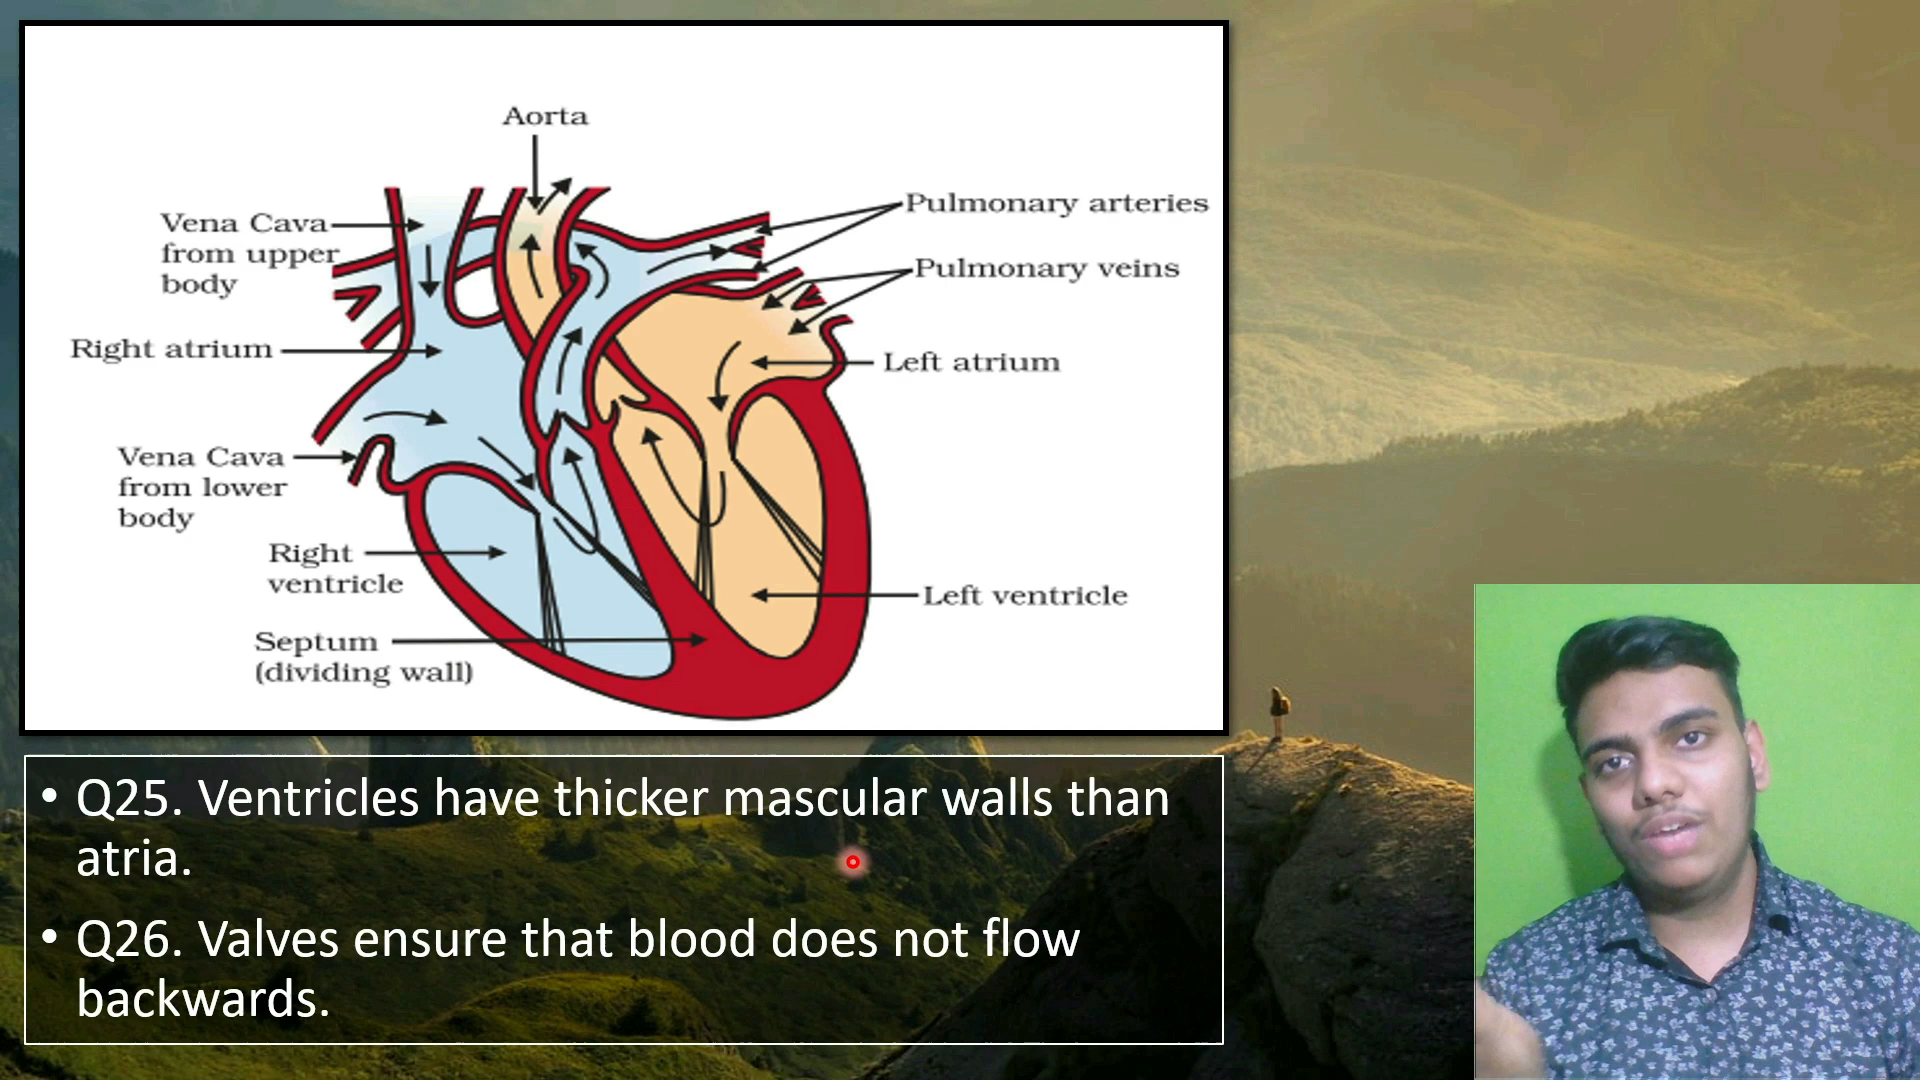 Aorta
Pulmonary arteries
Vena Cava
from upper
body
Pulmonary veins
Right atrium
Left atrium
Vena Cava
from lower
body
Right
ventricle
Left ventricle
Septum
(dividing wall)
• Q25. Ventricles have thicker mascular walls than
atria.
• Q26. Valves ensure that blood does not flow
backwards.